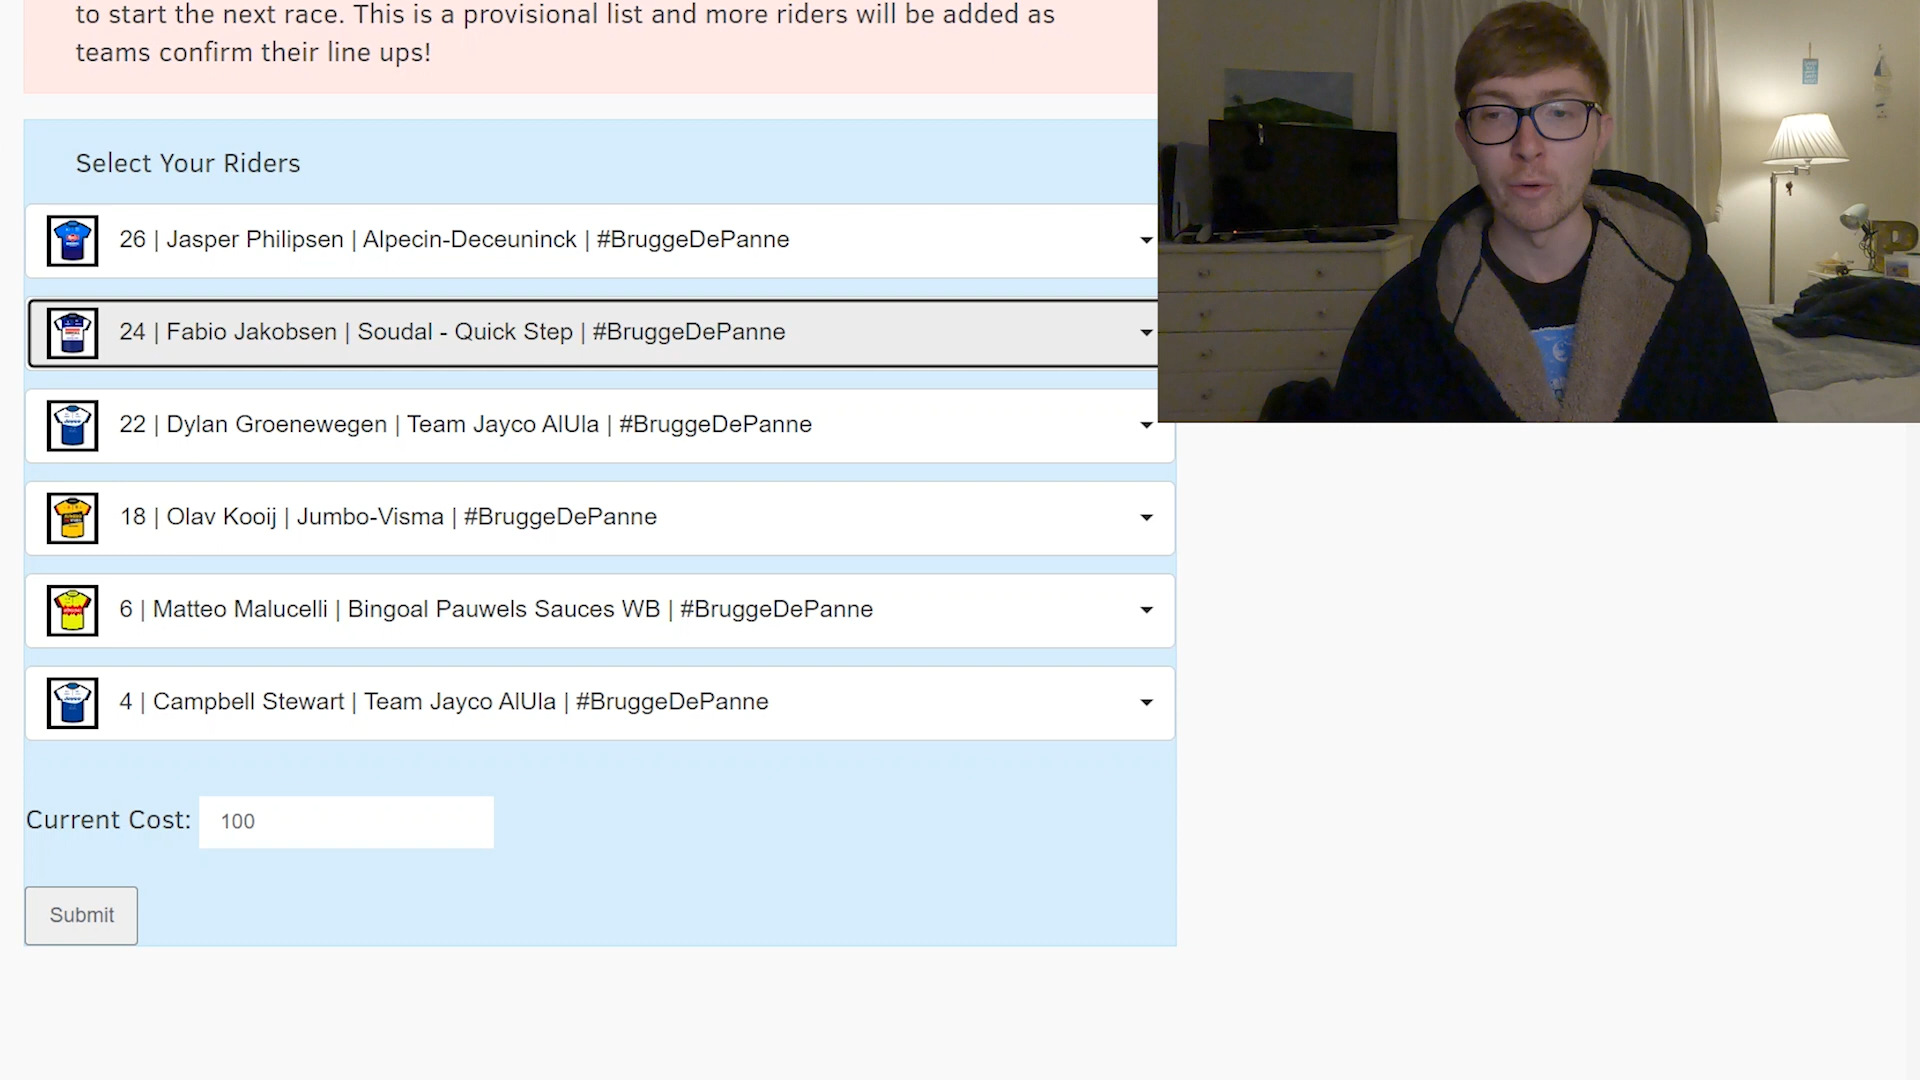 to start the next race. This is a provisional list and more riders will be added as
teams confirm their line ups!
Select Your Riders
26 | Jasper Philipsen | Alpecin-Deceuninck | #BruggeDePanne
24 | Fabio Jakobsen | Soudal - Quick Step | #BruggeDePanne
22 | Dylan Groenewegen | Team Jayco AlUla | #BruggeDePanne
18 | Olav Kooij | Jumbo-Visma | #BruggeDePanne
6 | Matteo Malucelli | Bingoal Pauwels Sauces WB | #BruggeDePanne
4 | Campbell Stewart | Team Jayco AlUla | #BruggeDePanne
Current Cost: 100
Submit